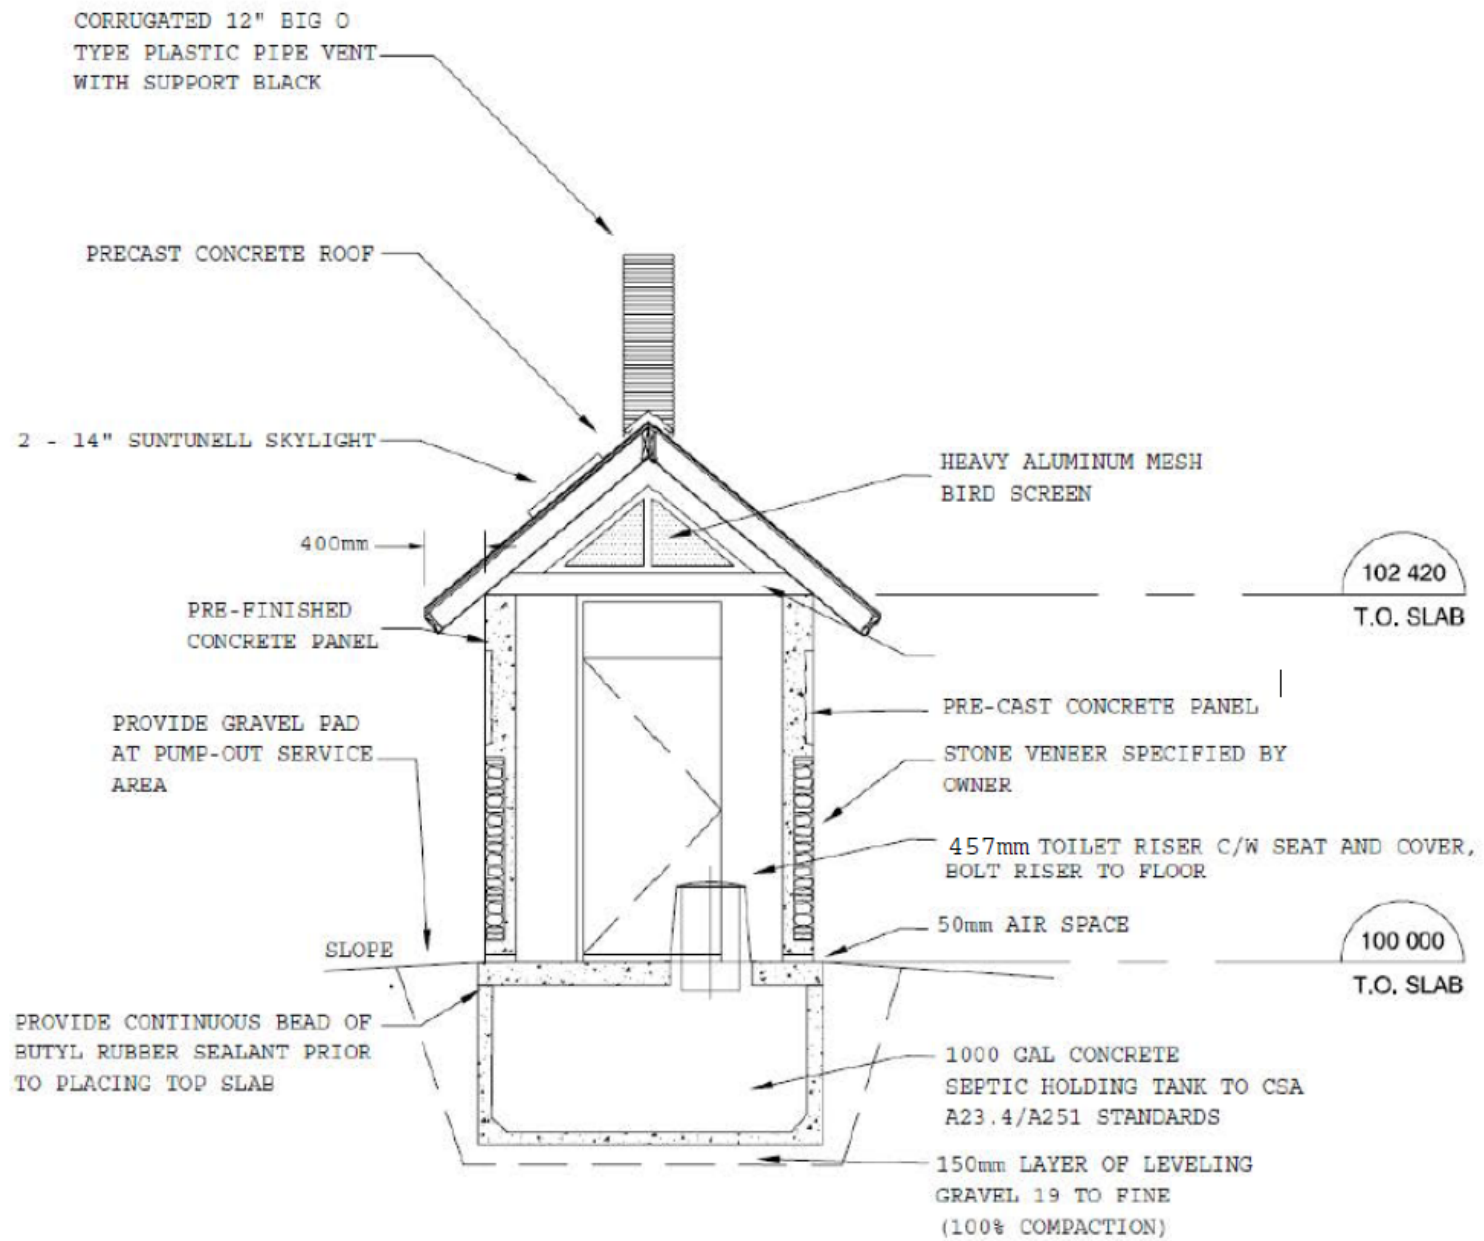 CORRUGATED 12" BIG O
TYPE PLASTIC PIPE VENT
WITH SUPPORT BLACK
PRECAST CONCRETE ROOF
2 - 14" SUNTUNELL SKYLIGHT
HEAVY ALUMINUM MESH
BIRD SCREEN
400mm
102 420
T.O. SLAB
PRE-FINISHED
CONCRETE PANEL
PRE-CAST CONCRETE PANEL
PROVIDE GRAVEL PAD
AT PUMP-OUT SERVICE
AREA
STONE VENEER SPECIFIED BY
OWNER
457mm TOILET RISER C/W SEAT AND COVER,
BOLT RISER TO FLOOR
50mm AIR SPACE
SLOPE
100 000
T.O. SLAB
PROVIDE CONTINUOUS BEAD OF
BUTYL RUBBER SEALANT PRIOR
TO PLACING TOP SLAB
1000 GAL CONCRETE
SEPTIC HOLDING TANK TO CSA
A23.4/A251 STANDARDS
150mm LAYER OF LEVELING
GRAVEL 19 TO FINE
(100% COMPACTION)